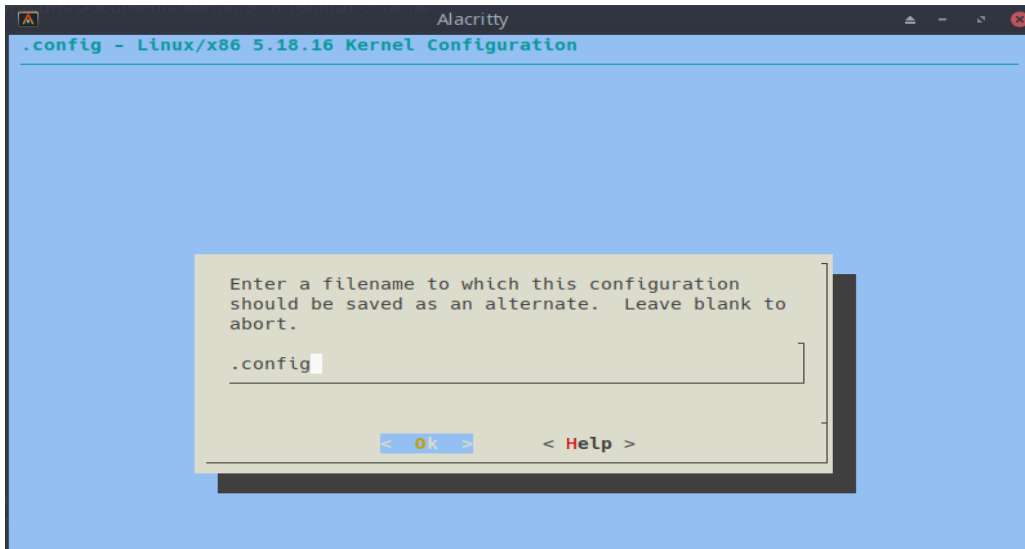 Alacritty
.config - Linux/x86 5.18.16 Kernel Configuration
Enter a filename to which this configuration
should be saved as an alternate.  Leave blank to
abort.
.config
<  Ok  >      < Help >